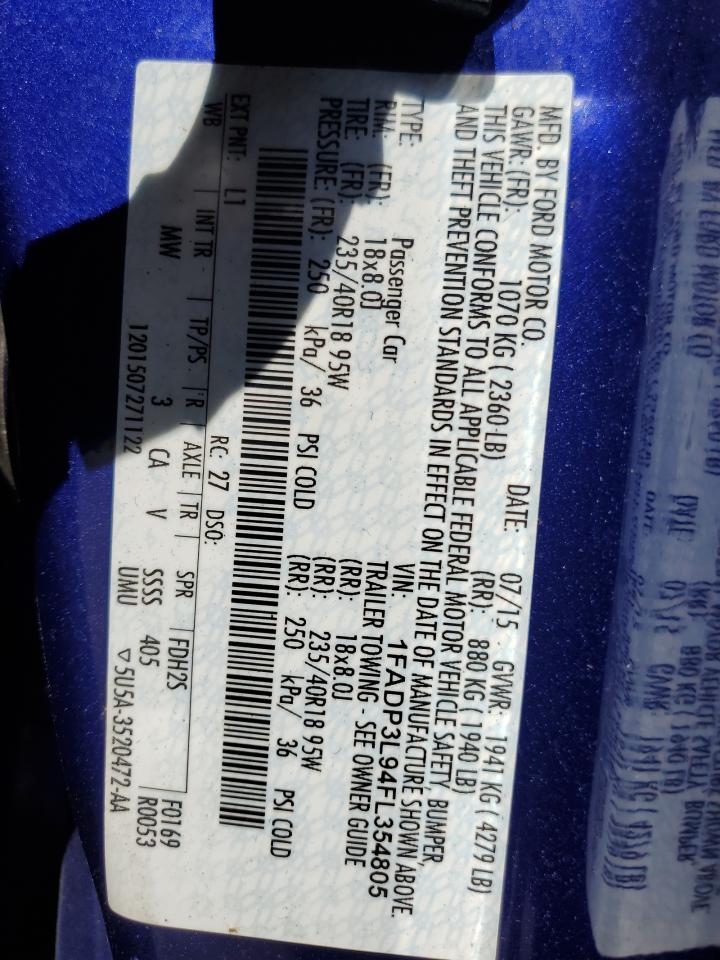 MFD. BY FORD MOTOR CO.
DATE: 07/15 GVWR: 1941 KG ( 4279 LB)
GAWR: (FR): 1070 KG ( 2360 LB) (RR): 880 KG ( 1940 LB)
THIS VEHICLE CONFORMS TO ALL APPLICABLE FEDERAL MOTOR VEHICLE SAFETY, BUMPER,
AND THEFT PREVENTION STANDARDS IN EFFECT ON THE DATE OF MANUFACTURE SHOWN ABOVE.
VIN: 1FADP3L94FL354805
TYPE: Passenger Car TRAILER TOWING - SEE OWNER GUIDE
RIM: (FR): 18x8.0J (RR): 18x8.0J
TIRE: (FR): 235/40R18 95W (RR): 235/40R18 95W
PRESSURE: (FR): 250 kPa/ 36 PSI COLD (RR): 250 kPa/ 36 PSI COLD
EXT PNT: L1 RC: 27 DSO: F0169
WB | INT TR | TP/PS | R | AXLE | TR | SPR | FDH2S R0053
MW 3 CA V SSSS 405
1201507271122 UMU ▽5U5A-3520472-AA